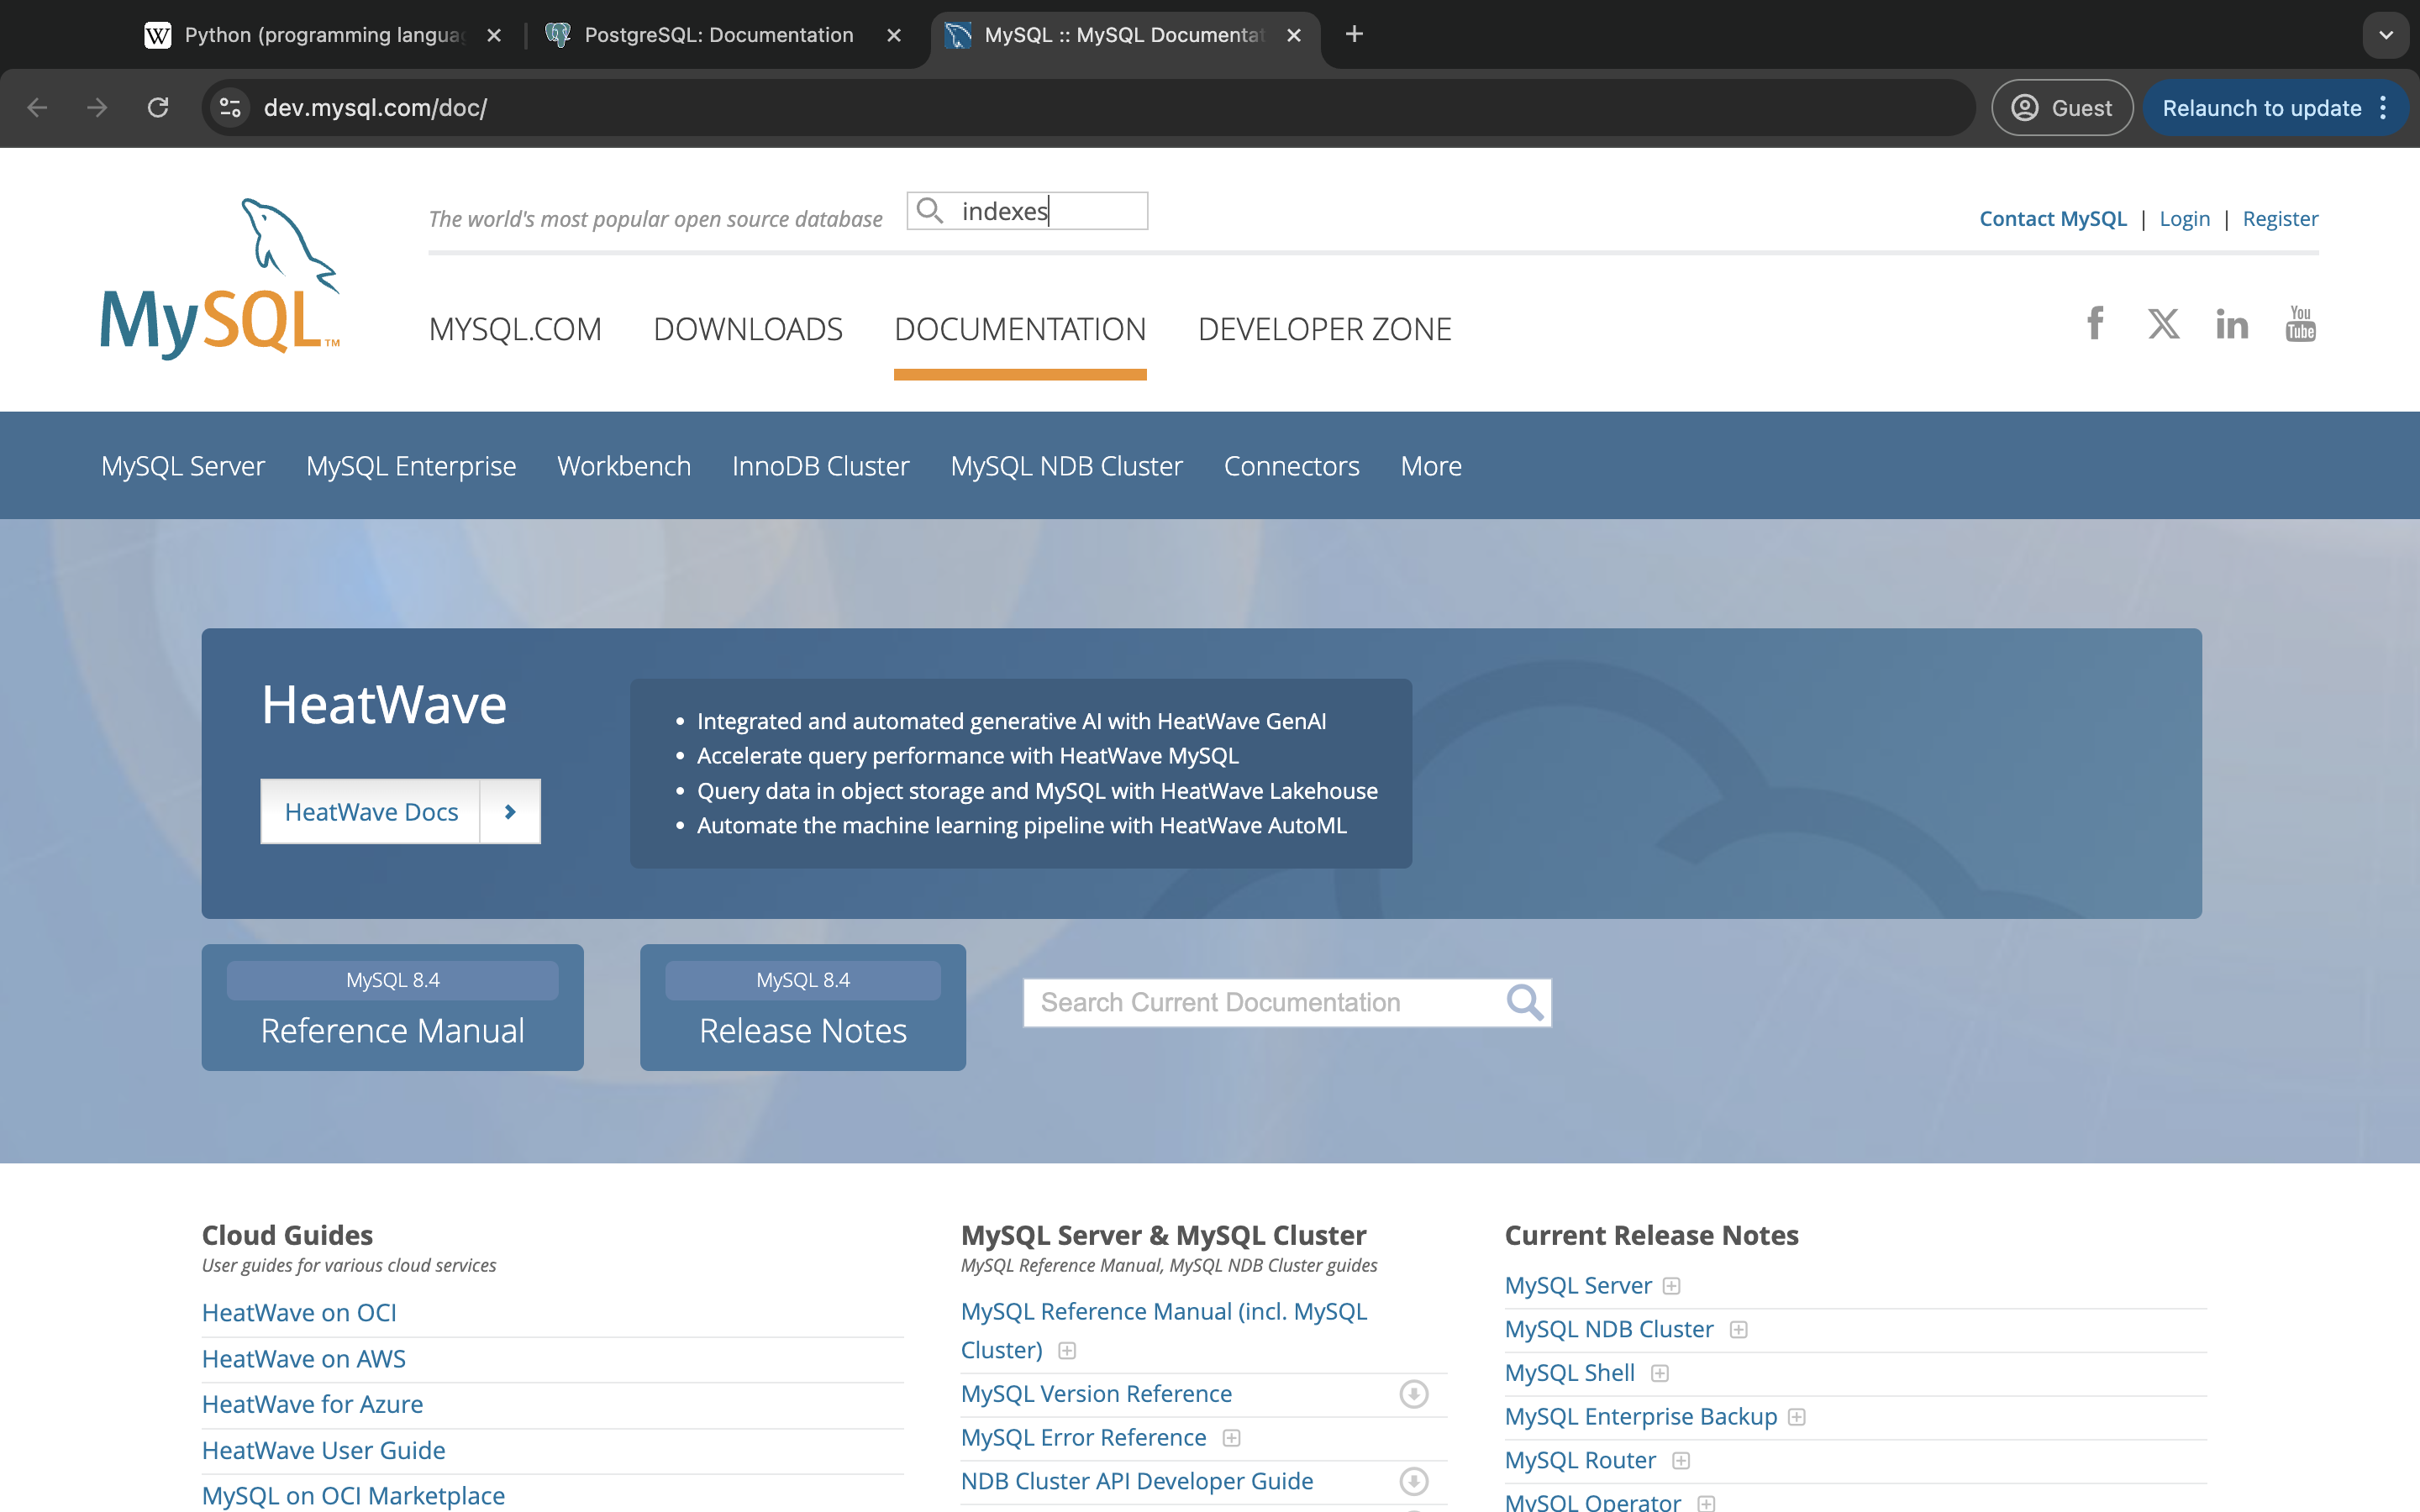 Python (programming langua
PostgreSQL: Documentation
MySQL :: MySQL Documentat
dev.mysql.com/doc/
Guest
Relaunch to update
The world's most popular open source database
indexes
Contact MySQL | Login | Register
MySQL™
MYSQL.COM
DOWNLOADS
DOCUMENTATION
DEVELOPER ZONE
You Tube
MySQL Server
MySQL Enterprise
Workbench
InnoDB Cluster
MySQL NDB Cluster
Connectors
More
HeatWave
HeatWave Docs
• Integrated and automated generative AI with HeatWave GenAI
• Accelerate query performance with HeatWave MySQL
• Query data in object storage and MySQL with HeatWave Lakehouse
• Automate the machine learning pipeline with HeatWave AutoML
MySQL 8.4
Reference Manual
MySQL 8.4
Release Notes
Search Current Documentation
Cloud Guides
User guides for various cloud services
HeatWave on OCI
HeatWave on AWS
HeatWave for Azure
HeatWave User Guide
MySQL on OCI Marketplace
MySQL Server & MySQL Cluster
MySQL Reference Manual, MySQL NDB Cluster guides
MySQL Reference Manual (incl. MySQL
Cluster)
MySQL Version Reference
MySQL Error Reference
NDB Cluster API Developer Guide
Current Release Notes
MySQL Server
MySQL NDB Cluster
MySQL Shell
MySQL Enterprise Backup
MySQL Router
MySQL Operator